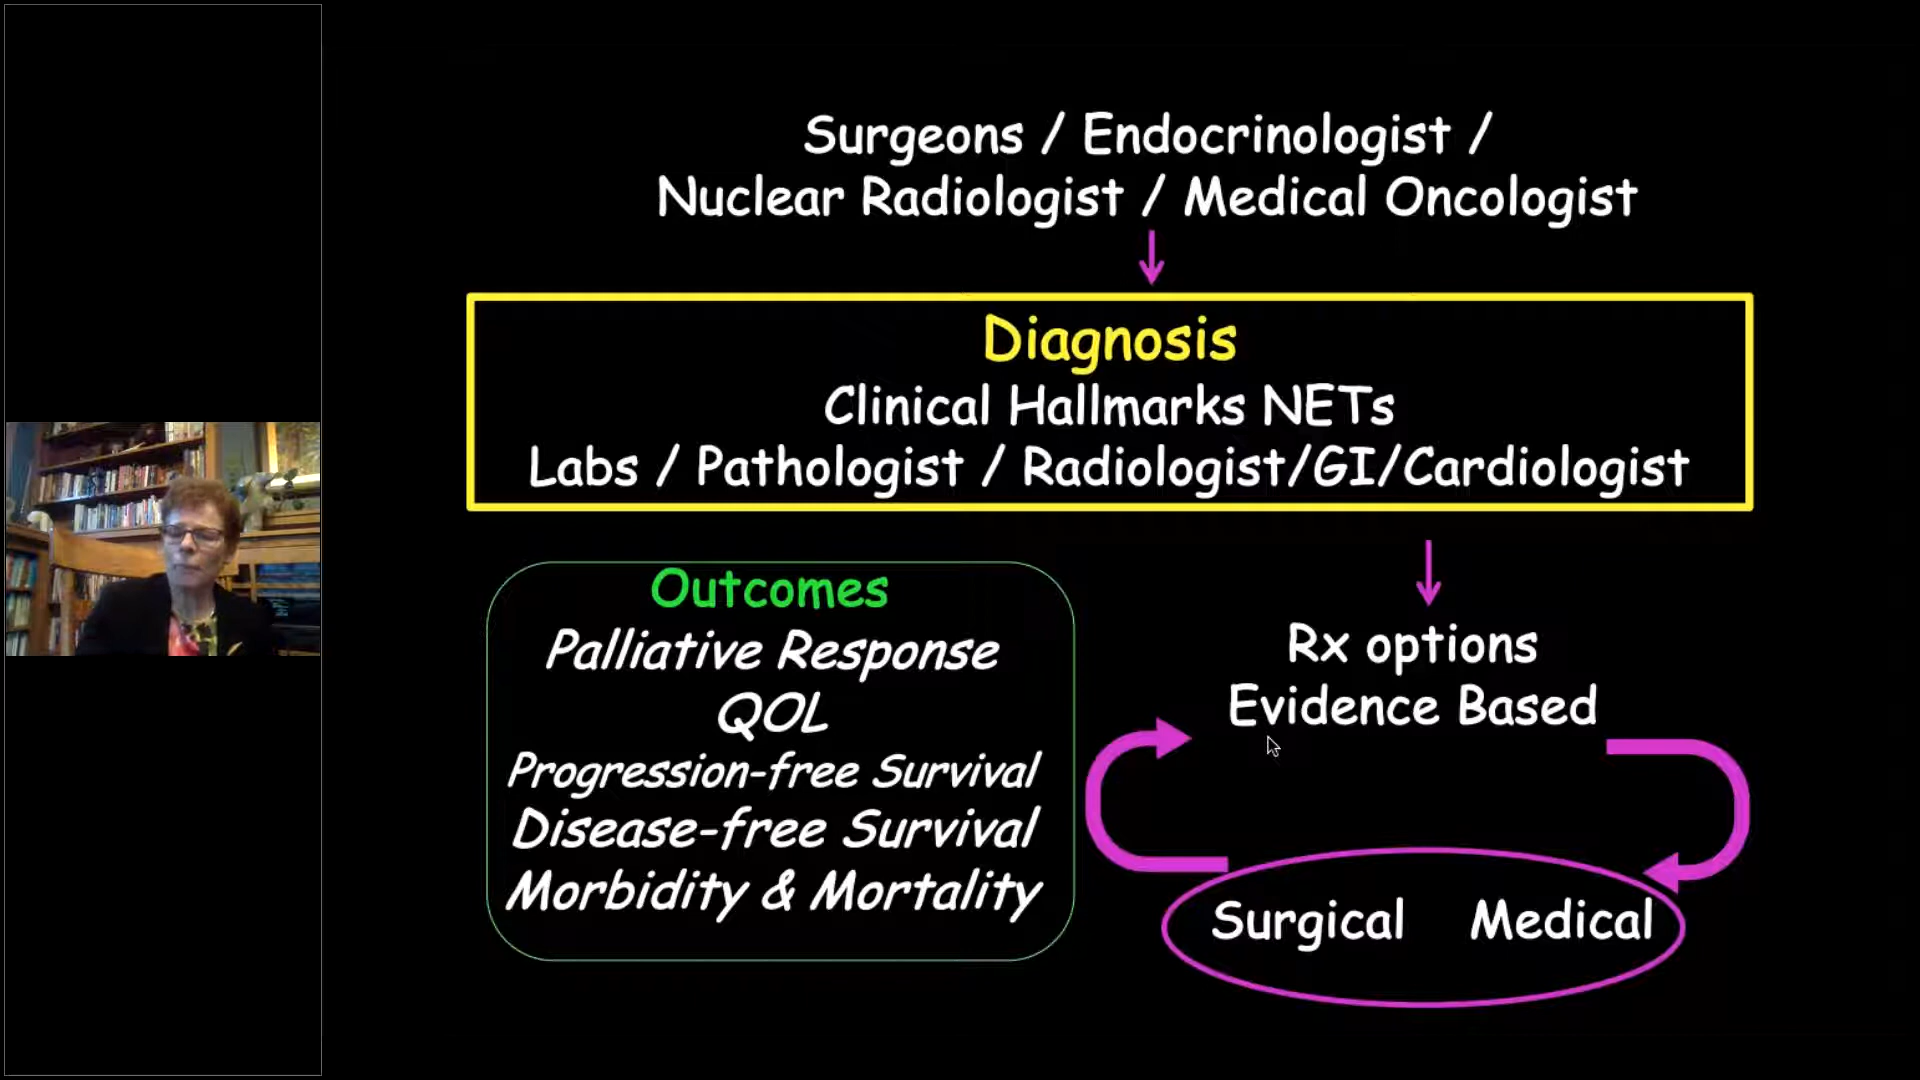 Surgeons / Endocrinologist /
Nuclear Radiologist / Medical Oncologist
Diagnosis
Clinical Hallmarks NETs
Labs / Pathologist / Radiologist/GI/Cardiologist
Outcomes
Palliative Response
QOL
Progression-free Survival
Disease-free Survival
Morbidity & Mortality
Rx options
Evidence Based
Surgical Medical